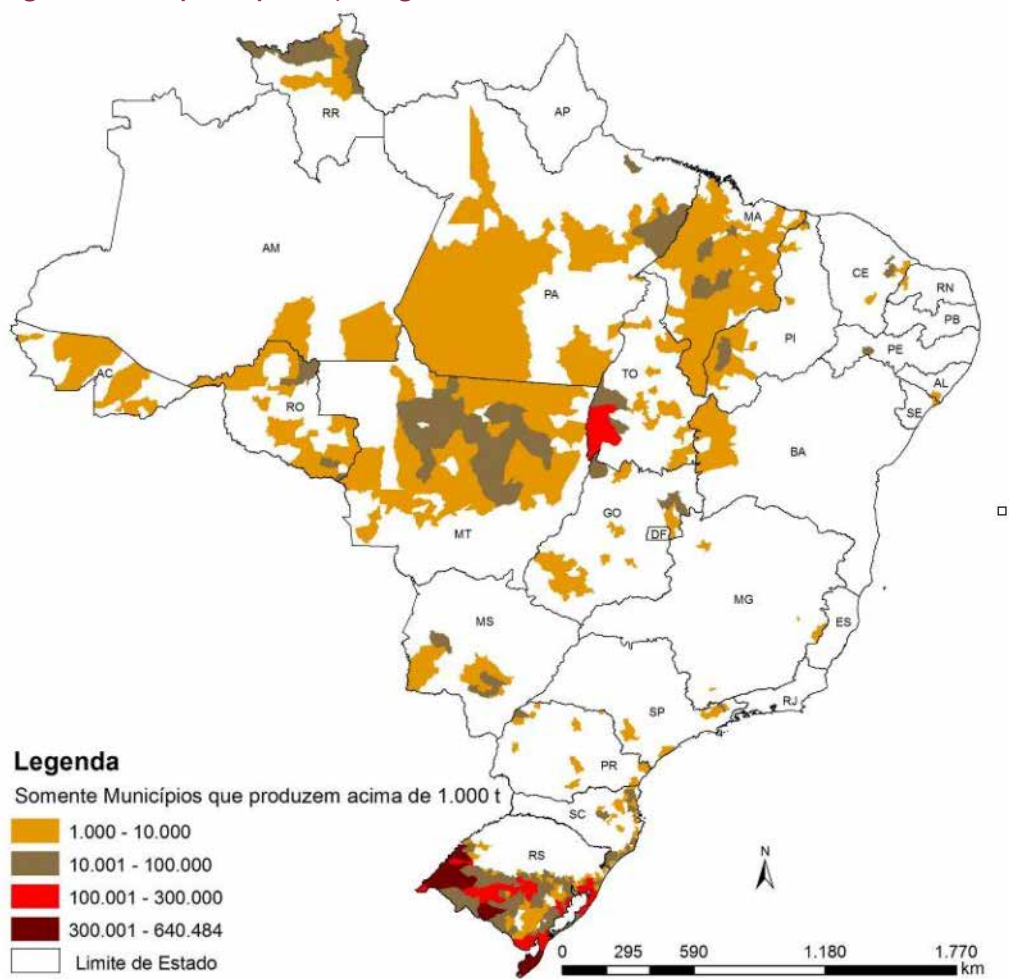 RR
AP
AM
PA
MA
CE
RN
PB
PE
AL
SE
PI
TO
AC
RO
BA
MT
GO
DF
MG
ES
MS
SP
RJ
PR
SC
RS
N
Legenda
Somente Municípios que produzem acima de 1.000 t
1.000 - 10.000
10.001 - 100.000
100.001 - 300.000
300.001 - 640.484
Limite de Estado
0 295 590 1.180 1.770
km